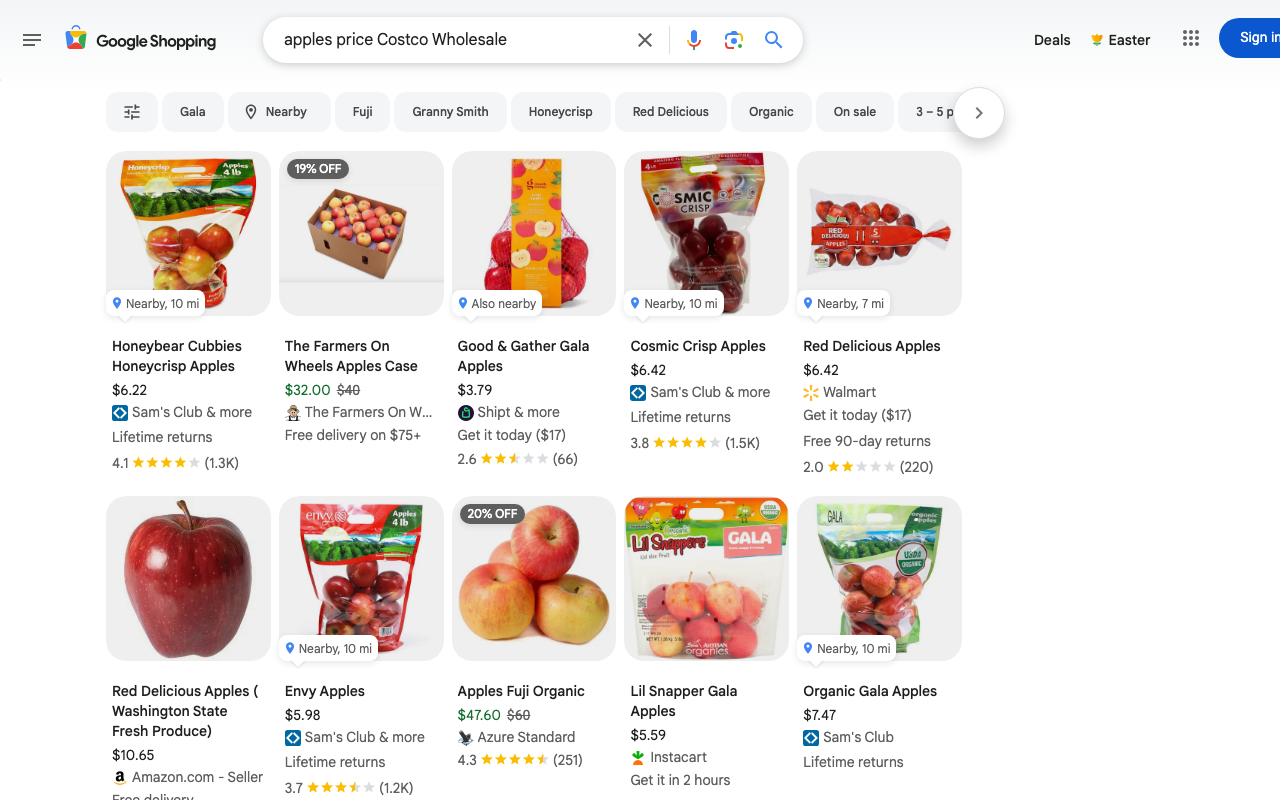 Google Shopping
apples price Costco Wholesale
Deals
Easter
Sign in
Gala
Nearby
Fuji
Granny Smith
Honeycrisp
Red Delicious
Organic
On sale
3 – 5 p
Honeycrisp
Apples
4 lb
Nearby, 10 mi
Honeybear Cubbies
Honeycrisp Apples
$6.22
Sam's Club & more
Lifetime returns
4.1 (1.3K)
19% OFF
The Farmers On
Wheels Apples Case
$32.00 $40
The Farmers On W...
Free delivery on $75+
Also nearby
Good & Gather Gala
Apples
$3.79
Shipt & more
Get it today ($17)
2.6 (66)
4 LB
COSMIC
CRISP
Nearby, 10 mi
Cosmic Crisp Apples
$6.42
Sam's Club & more
Lifetime returns
3.8 (1.5K)
RED
DELICIOUS
APPLES
5
Nearby, 7 mi
Red Delicious Apples
$6.42
Walmart
Get it today ($17)
Free 90-day returns
2.0 (220)
Red Delicious Apples (
Washington State
Fresh Produce)
$10.65
Amazon.com - Seller
Free delivery
envy
Apples
4 lb
Nearby, 10 mi
Envy Apples
$5.98
Sam's Club & more
Lifetime returns
3.7 (1.2K)
20% OFF
Apples Fuji Organic
$47.60 $60
Azure Standard
4.3 (251)
Organic
Lil Snappers
kid size fruit
USDA
ORGANIC
GALA
ARTISAN
organics
Lil Snapper Gala
Apples
$5.59
Instacart
Get it in 2 hours
GALA
organic
apples
USDA
ORGANIC
Nearby, 10 mi
Organic Gala Apples
$7.47
Sam's Club
Lifetime returns